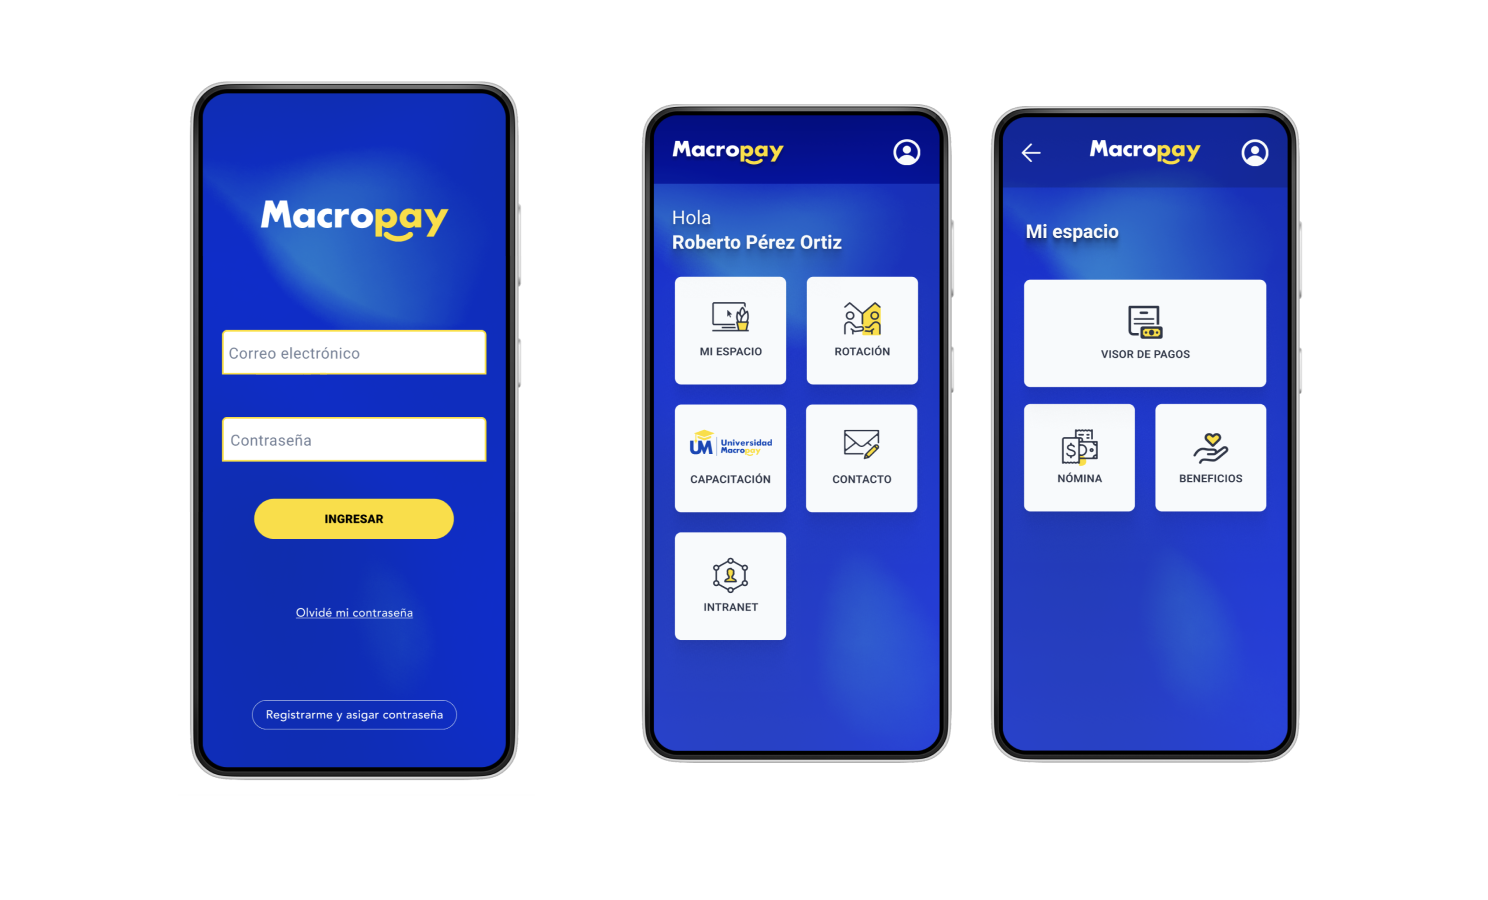 Macropay
Correo electrónico
Contraseña
INGRESAR
Olvidé mi contraseña
Registrarme y asigar contraseña
Macropay
Hola
Roberto Pérez Ortiz
MI ESPACIO
ROTACIÓN
UM Universidad
Macropay
CAPACITACIÓN
CONTACTO
INTRANET
Macropay
Mi espacio
VISOR DE PAGOS
$
NÓMINA
BENEFICIOS